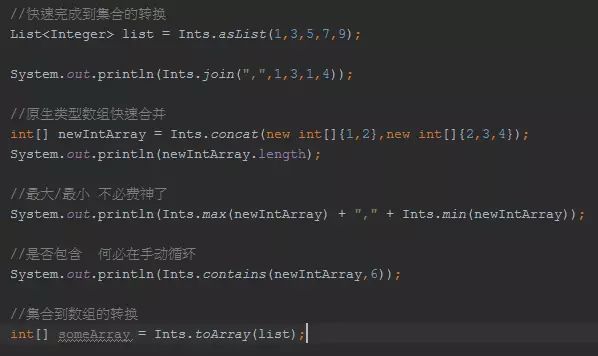 //快速完成到集合的转换
List<Integer> list = Ints.asList(1,3,5,7,9);
System.out.println(Ints.join(",",1,3,1,4));
//原生类型数组快速合并
int[] newIntArray = Ints.concat(new int[]{1,2},new int[]{2,3,4});
System.out.println(newIntArray.length);
//最大/最小 不必费神了
System.out.println(Ints.max(newIntArray) + "," + Ints.min(newIntArray));
//是否包含 何必在手动循环
System.out.println(Ints.contains(newIntArray,6));
//集合到数组的转换
int[] someArray = Ints.toArray(list);